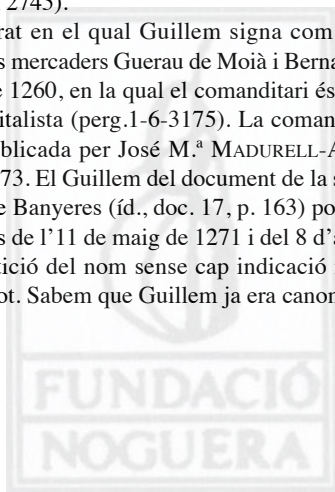 2743).
rat en el qual Guillem signa com
s mercaders Guerau de Moià i Berna
e 1260, en la qual el comanditari és
italista (perg.1-6-3175). La coman
blicada per José M.ª MADURELL-A
73. El Guillem del document de la s
e Banyeres (íd., doc. 17, p. 163) po
s de l'11 de maig de 1271 i del 8 d'a
tició del nom sense cap indicació
ot. Sabem que Guillem ja era canon
FUNDACIÓ
NOGUERA